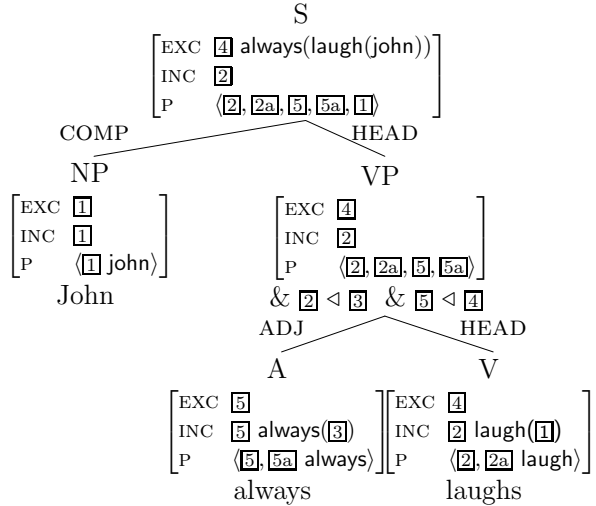 S
EXC 4 always(laugh(john))
INC 2
P ⟨2, 2a, 5, 5a, 1⟩
COMP HEAD
NP VP
EXC 1
INC 1
P ⟨1 john⟩
John
EXC 4
INC 2
P ⟨2, 2a, 5, 5a⟩
& 2 ◁ 3 & 5 ◁ 4
ADJ HEAD
A V
EXC 5
INC 5 always(3)
P ⟨5, 5a always⟩
always
EXC 4
INC 2 laugh(1)
P ⟨2, 2a laugh⟩
laughs